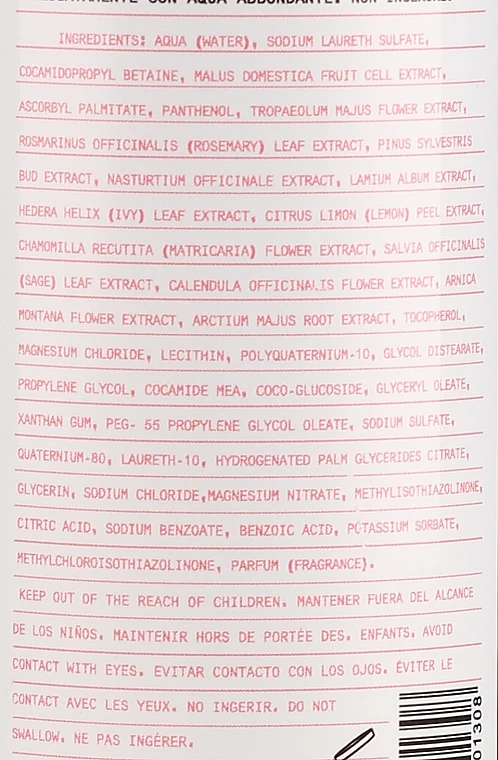 CON AQUA ABBONDANTE. NON
INGREDIENTS: AQUA (WATER), SODIUM LAURETH SULFATE,
COCAMIDOPROPYL BETAINE, MALUS DOMESTICA FRUIT CELL EXTRACT,
ASCORBYL PALMITATE, PANTHENOL, TROPAEOLUM MAJUS FLOWER EXTRACT,
ROSMARINUS OFFICINALIS (ROSEMARY) LEAF EXTRACT, PINUS SYLVESTRIS
BUD EXTRACT, NASTURTIUM OFFICINALE EXTRACT, LAMIUM ALBUM EXTRACT,
HEDERA HELIX (IVY) LEAF EXTRACT, CITRUS LIMON (LEMON) PEEL EXTRACT,
CHAMOMILLA RECUTITA (MATRICARIA) FLOWER EXTRACT, SALVIA OFFICINALIS
(SAGE) LEAF EXTRACT, CALENDULA OFFICINALIS FLOWER EXTRACT, ARNICA
MONTANA FLOWER EXTRACT, ARCTIUM MAJUS ROOT EXTRACT, TOCOPHEROL,
MAGNESIUM CHLORIDE, LECITHIN, POLYQUATERNIUM-10, GLYCOL DISTEARATE,
PROPYLENE GLYCOL, COCAMIDE MEA, COCO-GLUCOSIDE, GLYCERYL OLEATE,
XANTHAN GUM, PEG- 55 PROPYLENE GLYCOL OLEATE, SODIUM SULFATE,
QUATERNIUM-80, LAURETH-10, HYDROGENATED PALM GLYCERIDES CITRATE,
GLYCERIN, SODIUM CHLORIDE,MAGNESIUM NITRATE, METHYLISOTHIAZOLINONE,
CITRIC ACID, SODIUM BENZOATE, BENZOIC ACID, POTASSIUM SORBATE,
METHYLCHLOROISOTHIAZOLINONE, PARFUM (FRAGRANCE).
KEEP OUT OF THE REACH OF CHILDREN. MANTENER FUERA DEL ALCANCE
DE LOS NIÑOS. MAINTENIR HORS DE PORTÉE DES. ENFANTS. AVOID
CONTACT WITH EYES. EVITAR CONTACTO CON LOS OJOS. ÉVITER LE
CONTACT AVEC LES YEUX. NO INGERIR. DO NOT
SWALLOW. NE PAS INGÉRER.
01308